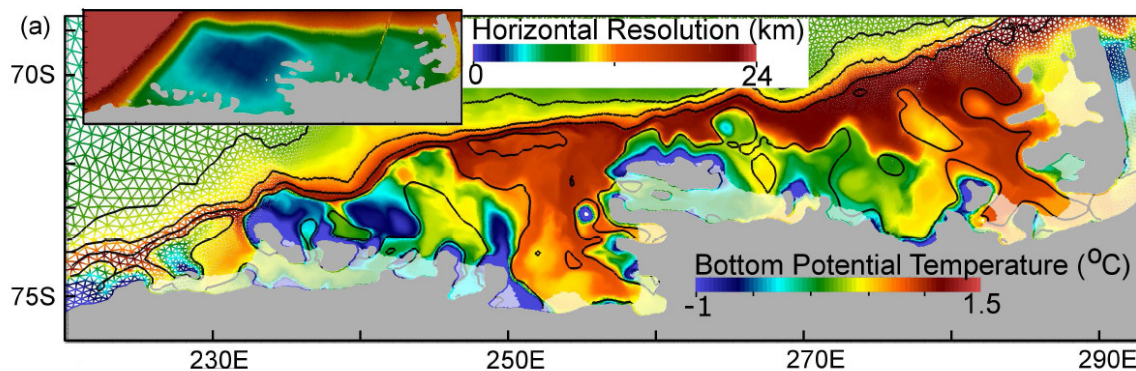 (a)
Horizontal Resolution (km)
0 24
70S
75S
Bottom Potential Temperature (°C)
-1 1.5
230E 250E 270E 290E